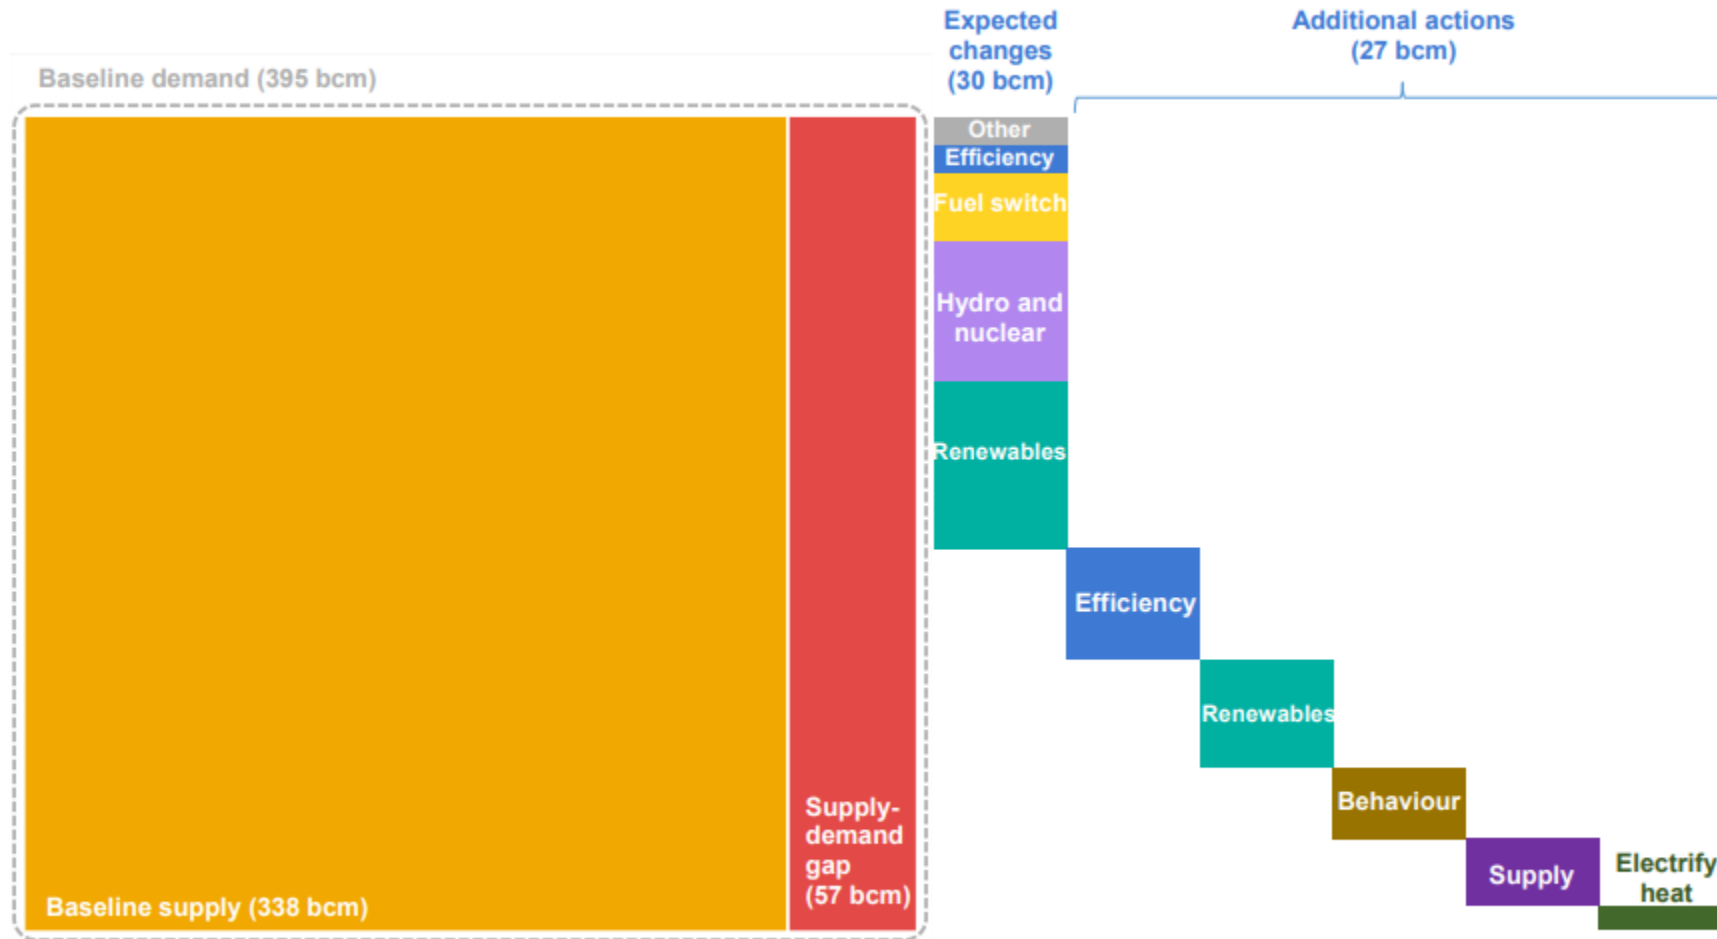 Expected
changes
(30 bcm)
Additional actions
(27 bcm)
Baseline demand (395 bcm)
Other
Efficiency
Fuel switch
Hydro and
nuclear
Renewables
Efficiency
Renewables
Behaviour
Supply
Electrify
heat
Supply-
demand
gap
(57 bcm)
Baseline supply (338 bcm)